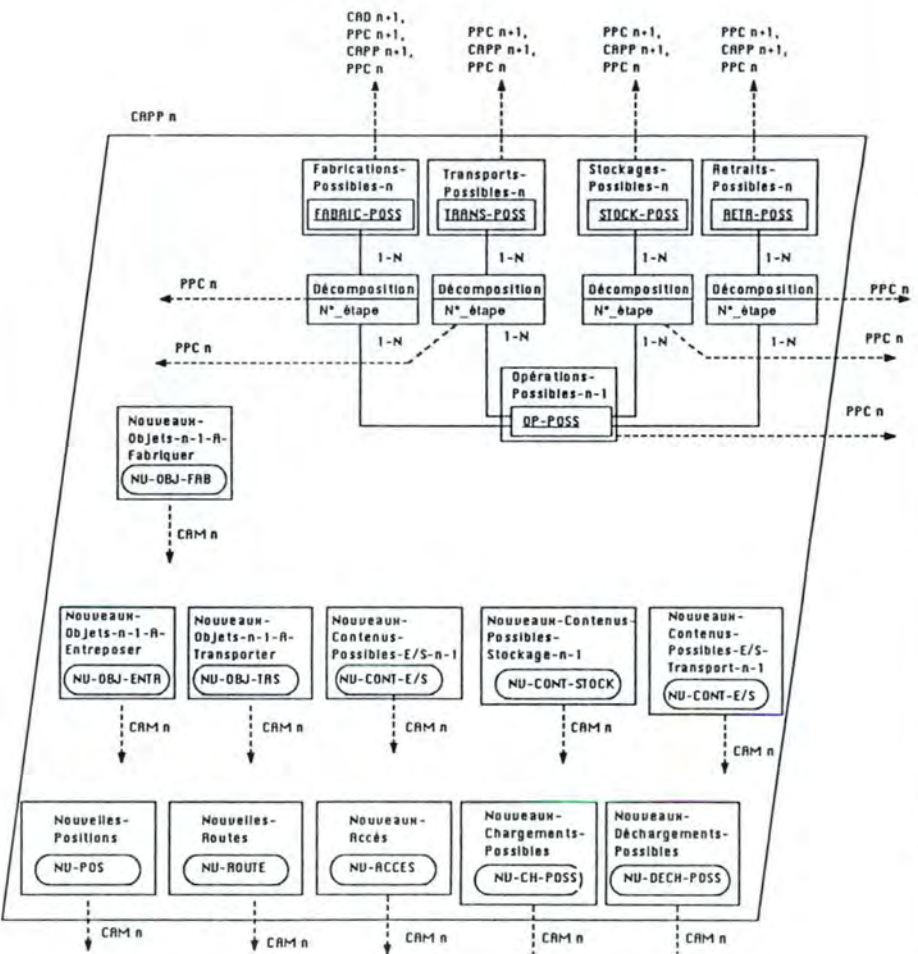 CAD n+1,
PPC n+1,
CAPP n+1,
PPC n
PPC n+1,
CAPP n+1,
PPC n
PPC n+1,
CAPP n+1,
PPC n
PPC n+1,
CAPP n+1,
PPC n
CAPP n
Fabrications-
Possibles-n
FABRIC-POSS
Transports-
Possibles-n
TRANS-POSS
Stockages-
Possibles-n
STOCK-POSS
Retraits-
Possibles-n
RETR-POSS
1-N
1-N
1-N
1-N
PPC n
Décomposition
N°_étape
Décomposition
N°_étape
Décomposition
N°_étape
Décomposition
N°_étape
PPC n
PPC n
1-N
1-N
1-N
1-N
PPC n
Opérations-
Possibles-n-1
OP-POSS
PPC n
Nouveaux-
Objets-n-1-A-
Fabriquer
NU-OBJ-FAB
CAM n
Nouveaux-
Objets-n-1-A-
Entreposer
NU-OBJ-ENTR
Nouveaux-
Objets-n-1-A-
Transporter
NU-OBJ-TRS
Nouveaux-
Contenus-
Possibles-E/S-n-1
NU-CONT-E/S
Nouveaux-Contenus-
Possibles-
Stockage-n-1
NU-CONT-STOCK
Nouveaux-
Contenus-
Possibles-E/S-
Transport-n-1
NU-CONT-E/S
CAM n
CAM n
CAM n
CAM n
CAM n
Nouvelles-
Positions
NU-POS
Nouvelles-
Routes
NU-ROUTE
Nouveaux-
Accès
NU-ACCES
Nouveaux-
Chargements-
Possibles
NU-CH-POSS
Nouveaux-
Déchargements-
Possibles
NU-DECH-POSS
CAM n
CAM n
CAM n
CAM n
CAM n